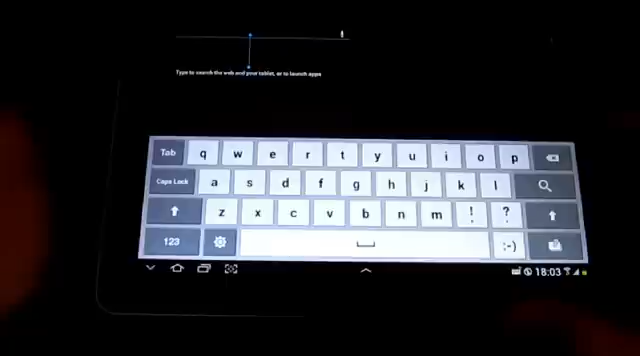 Type to search the web and your tablet, or to launch apps
Tab q w e r t y u i o p
Caps Lock a s d f g h j k l
z x c v b n m ! , ? .
123 :-)
18:03